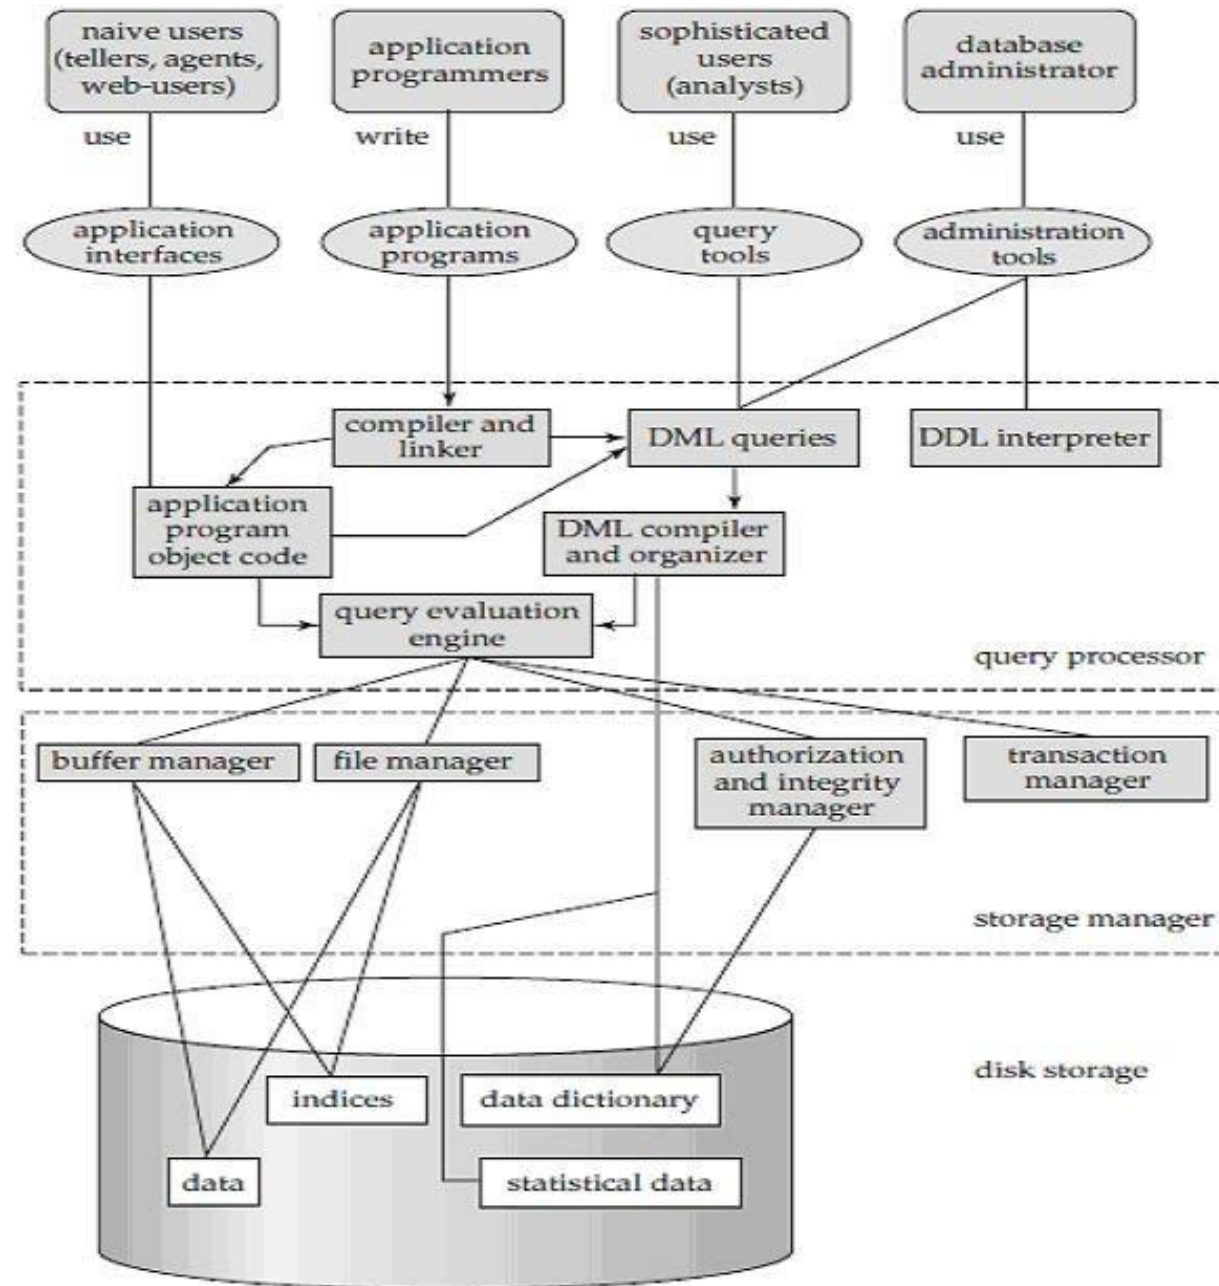 naive users
(tellers, agents,
web-users)
application
programmers
sophisticated
users
(analysts)
database
administrator
use
write
use
use
application
interfaces
application
programs
query
tools
administration
tools
compiler and
linker
DML queries
DDL interpreter
application
program
object code
DML compiler
and organizer
query evaluation
engine
query processor
buffer manager
file manager
authorization
and integrity
manager
transaction
manager
storage manager
disk storage
indices
data dictionary
data
statistical data